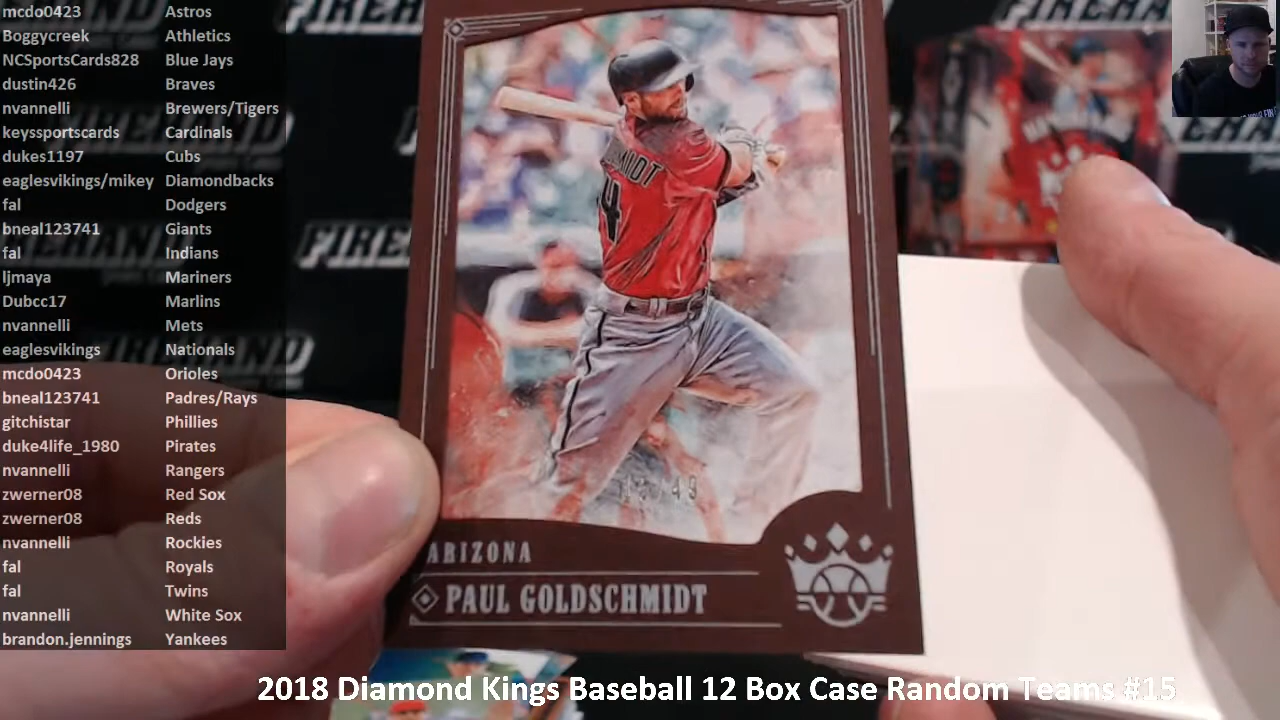 mcdo0423 Astros
Boggycreek Athletics
NCSportsCards828 Blue Jays
dustin426 Braves
nvannelli Brewers/Tigers
keyssportscards Cardinals
dukes1197 Cubs
eaglesvikings/mikey Diamondbacks
fal Dodgers
bneal123741 Giants
fal Indians
ljmaya Mariners
Dubcc17 Marlins
nvannelli Mets
eaglesvikings Nationals
mcdo0423 Orioles
bneal123741 Padres/Rays
gitchistar Phillies
duke4life_1980 Pirates
nvannelli Rangers
zwerner08 Red Sox
zwerner08 Reds
nvannelli Rockies
fal Royals
fal Twins
nvannelli White Sox
brandon.jennings Yankees
FIREHAND
ARIZONA
PAUL GOLDSCHMIDT
2018 Diamond Kings Baseball 12 Box Case Random Teams #15